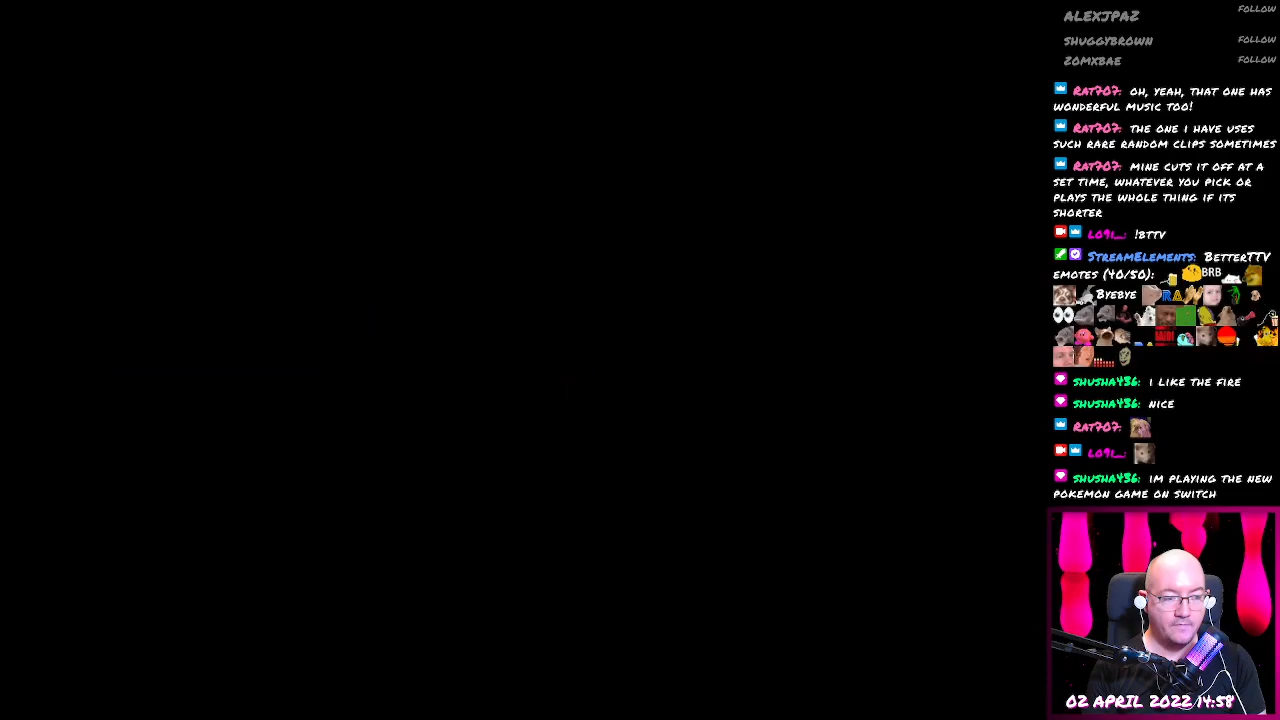 ALEXJPAZ FOLLOW
SHUGGYBROWN FOLLOW
ZOMXBAE FOLLOW
RAT707: OH, YEAH, THAT ONE HAS
WONDERFUL MUSIC TOO!
RAT707: THE ONE I HAVE USES
SUCH RARE RANDOM CLIPS SOMETIMES
RAT707: MINE CUTS IT OFF AT A
SET TIME, WHATEVER YOU PICK OR
PLAYS THE WHOLE THING IF ITS
SHORTER
LO9I_: !BTTV
STREAMELEMENTS: BETTERTTV
EMOTES (40/50): BRB
BYEBYE RA
SHUSHA436: I LIKE THE FIRE
SHUSHA436: NICE
RAT707:
LO9I_:
SHUSHA436: IM PLAYING THE NEW
POKEMON GAME ON SWITCH
02 APRIL 2022 14:58